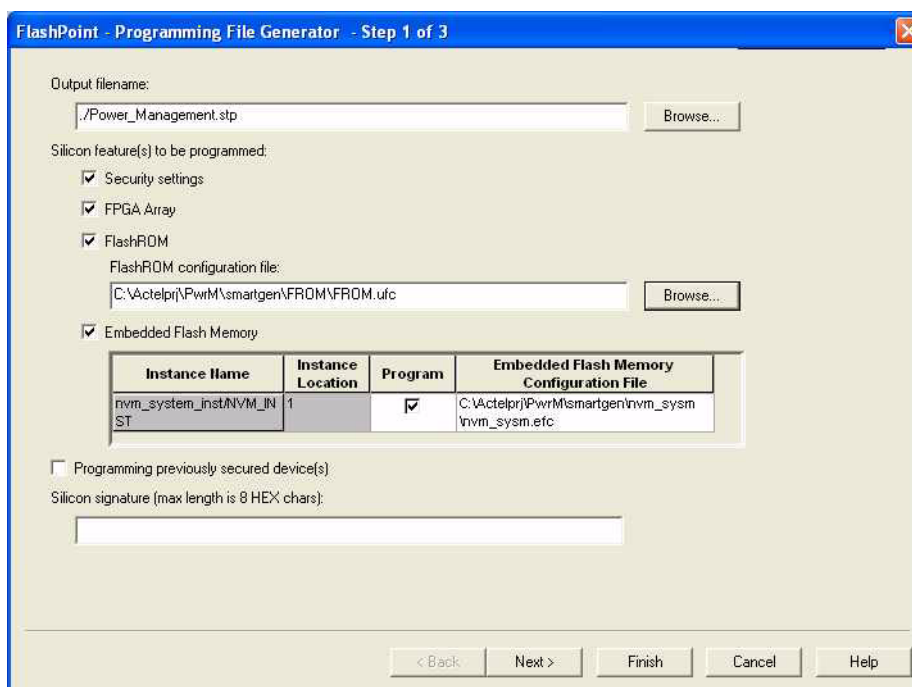 FlashPoint - Programming File Generator - Step 1 of 3
Output filename:
./Power_Management.stp
Browse...
Silicon feature(s) to be programmed:
Security settings
FPGA Array
FlashROM
FlashROM configuration file:
C:\Actelprj\PwrM\smartgen\FROM\FROM.ufc
Browse...
Embedded Flash Memory
Instance Name
Instance Location
Program
Embedded Flash Memory Configuration File
nvm_system_inst/NVM_IN
ST
1
C:\Actelprj\PwrM\smartgen\nvm_sysm
\nvm_sysm.efc
Programming previously secured device(s)
Silicon signature (max length is 8 HEX chars):
< Back
Next >
Finish
Cancel
Help